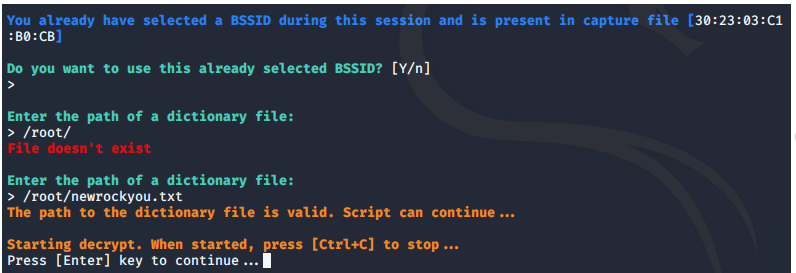 You already have selected a BSSID during this session and is present in capture file [30:23:03:C1
:B0:CB]
Do you want to use this already selected BSSID? [Y/n]
>
Enter the path of a dictionary file:
> /root/
File doesn't exist
Enter the path of a dictionary file:
> /root/newrockyou.txt
The path to the dictionary file is valid. Script can continue...
Starting decrypt. When started, press [Ctrl+C] to stop...
Press [Enter] key to continue...